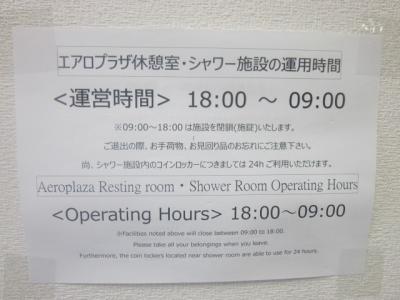 エアロプラザ休憩室・シャワー施設の運用時間
<運営時間> 18:00 ～ 09:00
※09:00～18:00は施設を閉鎖(施錠)いたします。
ご退出の際、お手荷物、お見回り品のお忘れにご注意下さい。
尚、シャワー施設内のコインロッカーにつきましては24hご利用いただけます。
Aeroplaza Resting room・Shower Room Operating Hours
<Operating Hours> 18:00～09:00
※Facilities noted above will close between 09:00 to 18:00.
Please take all your belongings when you leave.
Furthermore, the coin lockers located near shower room are able to use for 24 hours.